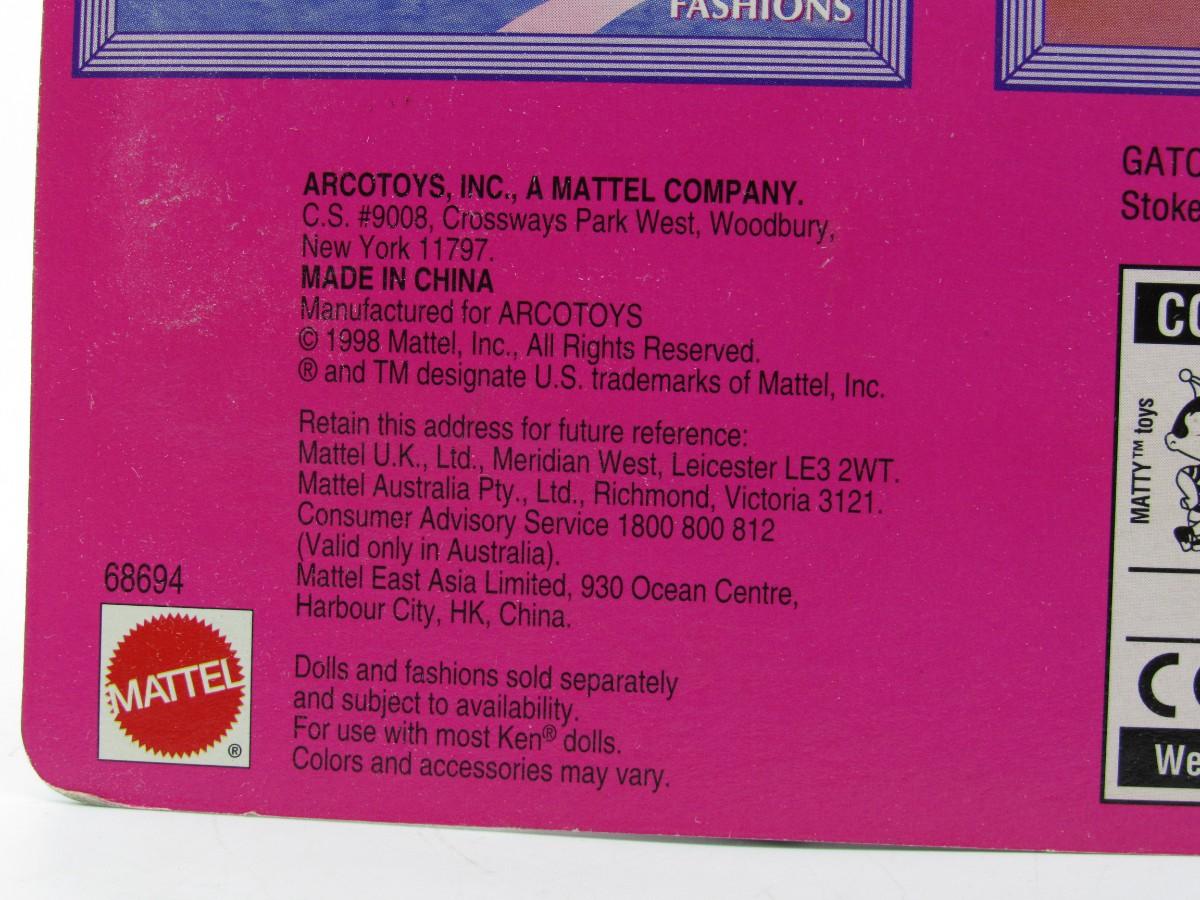 FASHIONS
ARCOTOYS, INC., A MATTEL COMPANY.
C.S. #9008, Crossways Park West, Woodbury,
New York 11797.
MADE IN CHINA
Manufactured for ARCOTOYS
© 1998 Mattel, Inc., All Rights Reserved.
® and TM designate U.S. trademarks of Mattel, Inc.
Retain this address for future reference:
Mattel U.K., Ltd., Meridian West, Leicester LE3 2WT.
Mattel Australia Pty., Ltd., Richmond, Victoria 3121.
Consumer Advisory Service 1800 800 812
(Valid only in Australia).
Mattel East Asia Limited, 930 Ocean Centre,
Harbour City, HK, China.
Dolls and fashions sold separately
and subject to availability.
For use with most Ken® dolls.
Colors and accessories may vary.
68694
MATTEL
®
GATO
Stoke
MATTY™ toys
We